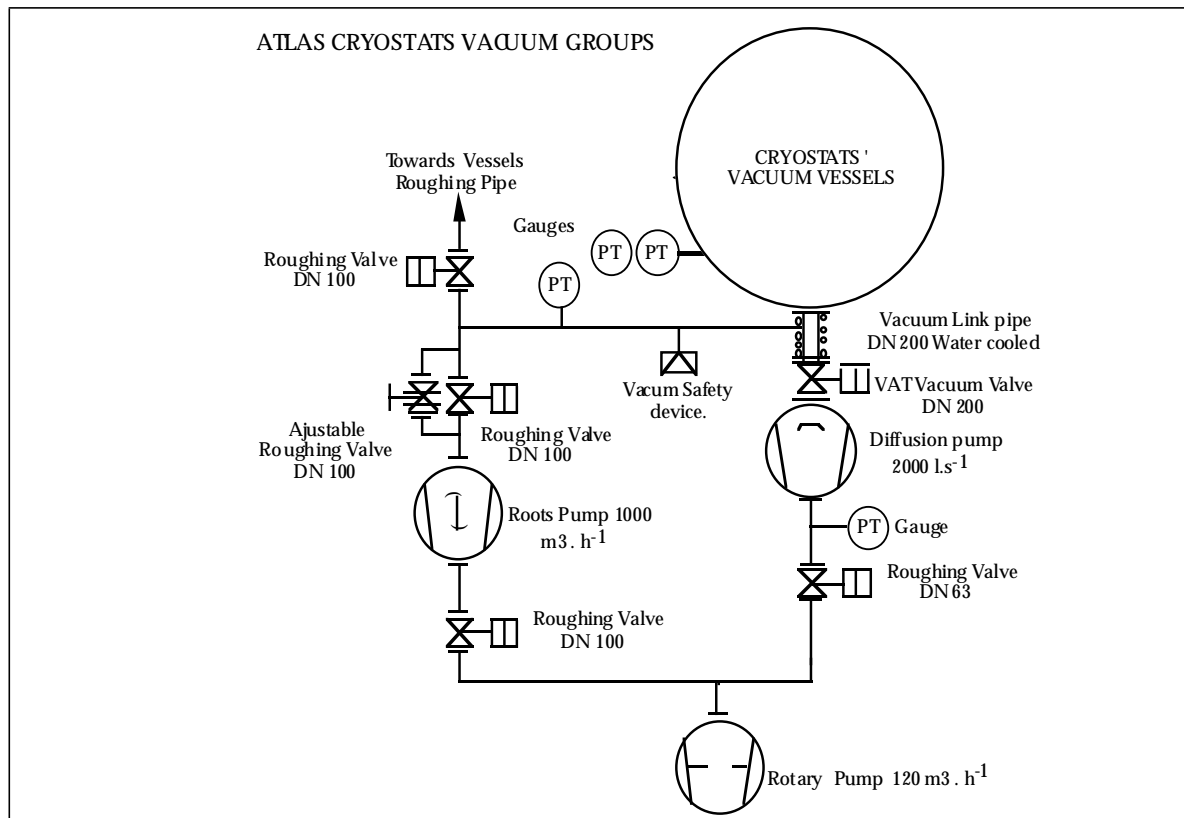 ATLAS CRYOSTATS VACUUM GROUPS
CRYOSTATS '
VACUUM VESSELS
Towards Vessels
Roughing Pipe
Gauges
PT
PT
PT
Roughing Valve
DN 100
Vacuum Link pipe
DN 200 Water cooled
VAT Vacuum Valve
DN 200
Vacum Safety
device.
Ajustable
Roughing Valve
DN 100
Roughing Valve
DN 100
Diffusion pump
2000 l.s-1
Roots Pump 1000
m3 . h-1
PT
Gauge
Roughing Valve
DN 63
Roughing Valve
DN 100
Rotary Pump 120 m3 . h-1